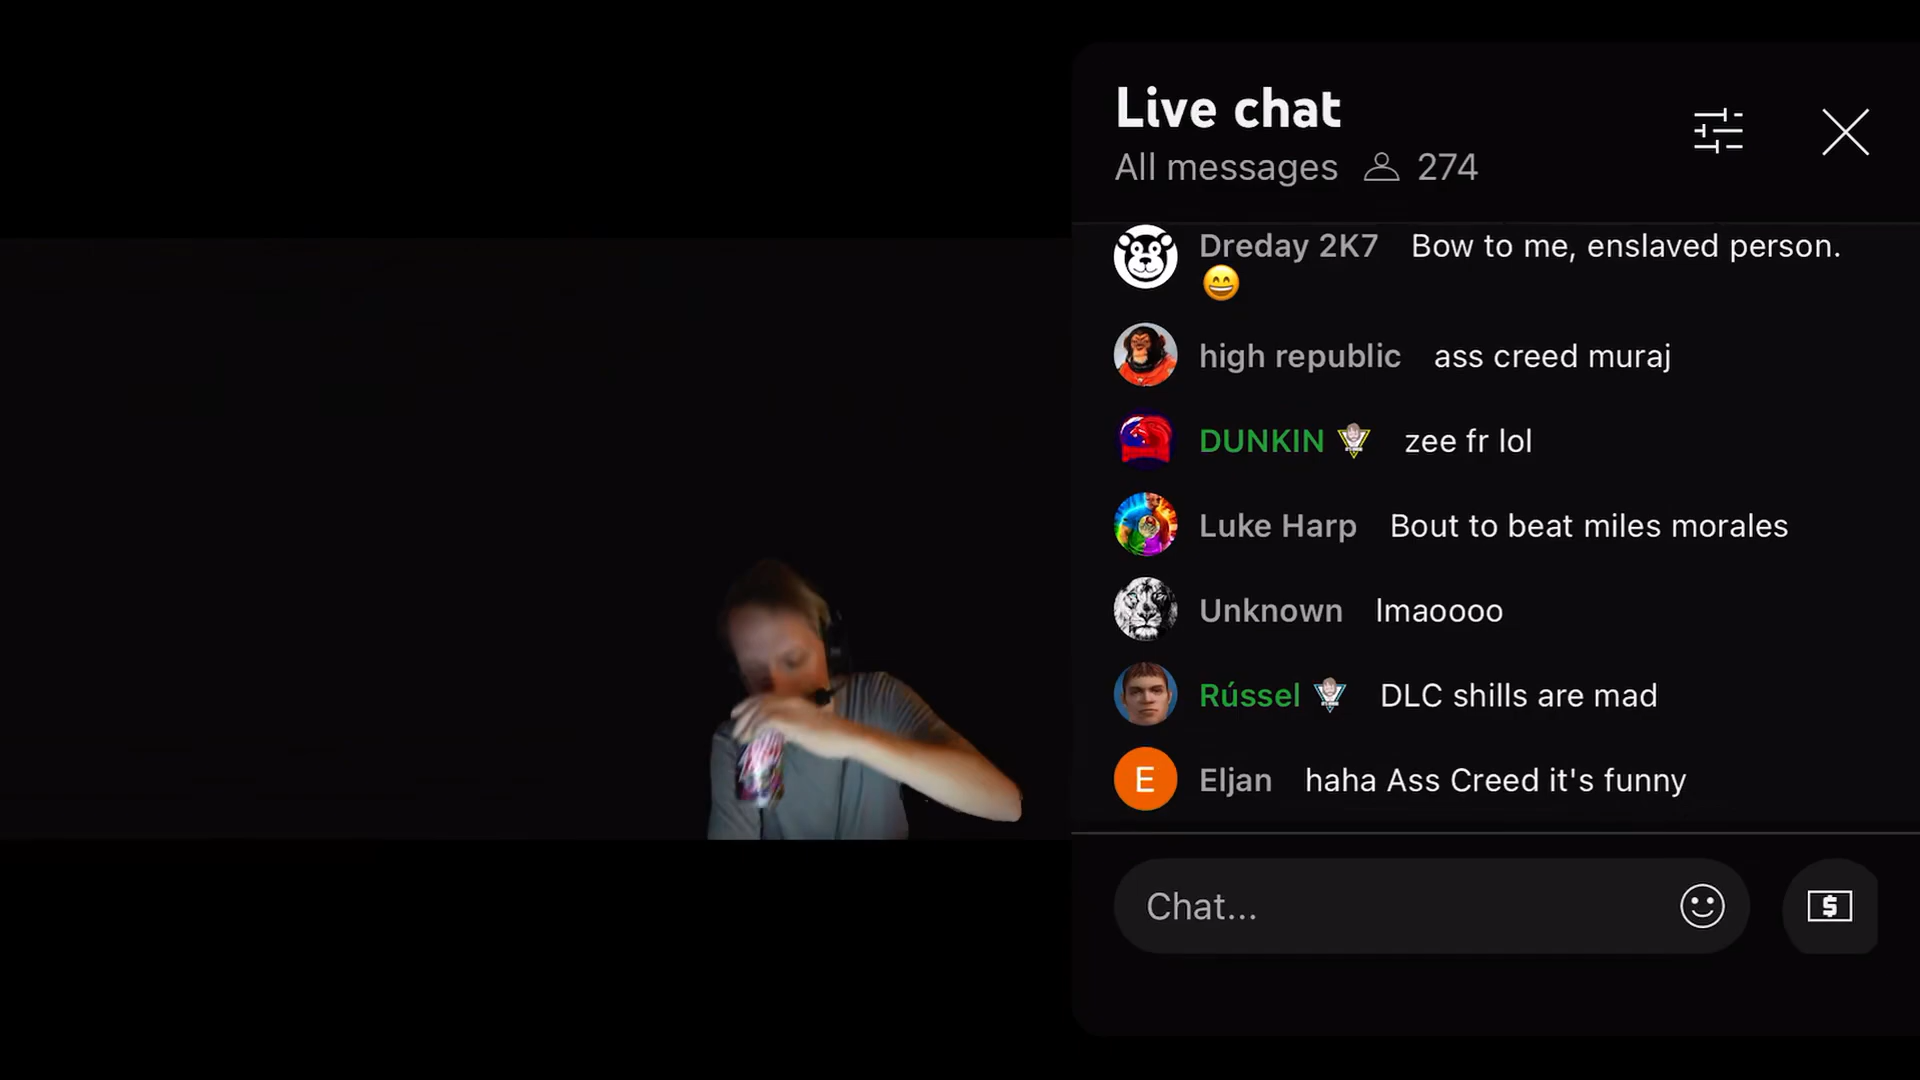 Live chat
All messages 274
Dreday 2K7 Bow to me, enslaved person.
😄
high republic ass creed muraj
DUNKIN zee fr lol
Luke Harp Bout to beat miles morales
Unknown lmaoooo
Rússel DLC shills are mad
E Eljan haha Ass Creed it's funny
Chat...
$